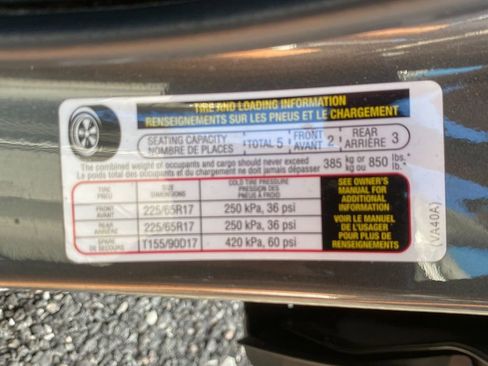 TIRE AND LOADING INFORMATION
RENSEIGNEMENTS SUR LES PNEUS ET LE CHARGEMENT
SEATING CAPACITY NOMBRE DE PLACES TOTAL 5 FRONT AVANT 2 REAR ARRIÈRE 3
The combined weight of occupants and cargo should never exceed 385 kg or 850 lbs.
Le poids total des occupants et du chargement ne doit jamais dépasser kg ou lb.
TIRE PNEU SIZE DIMENSIONS COLD TIRE PRESSURE PRESSION DES PNEUS À FROID
FRONT AVANT 225/65R17 250 kPa, 36 psi
REAR ARRIÈRE 225/65R17 250 kPa, 36 psi
SPARE DE SECOURS T155/90D17 420 kPa, 60 psi
SEE OWNER'S
MANUAL FOR
ADDITIONAL
INFORMATION
VOIR LE MANUEL
DE L'USAGER
POUR PLUS DE
RENSEIGNEMENTS
(VA40A)